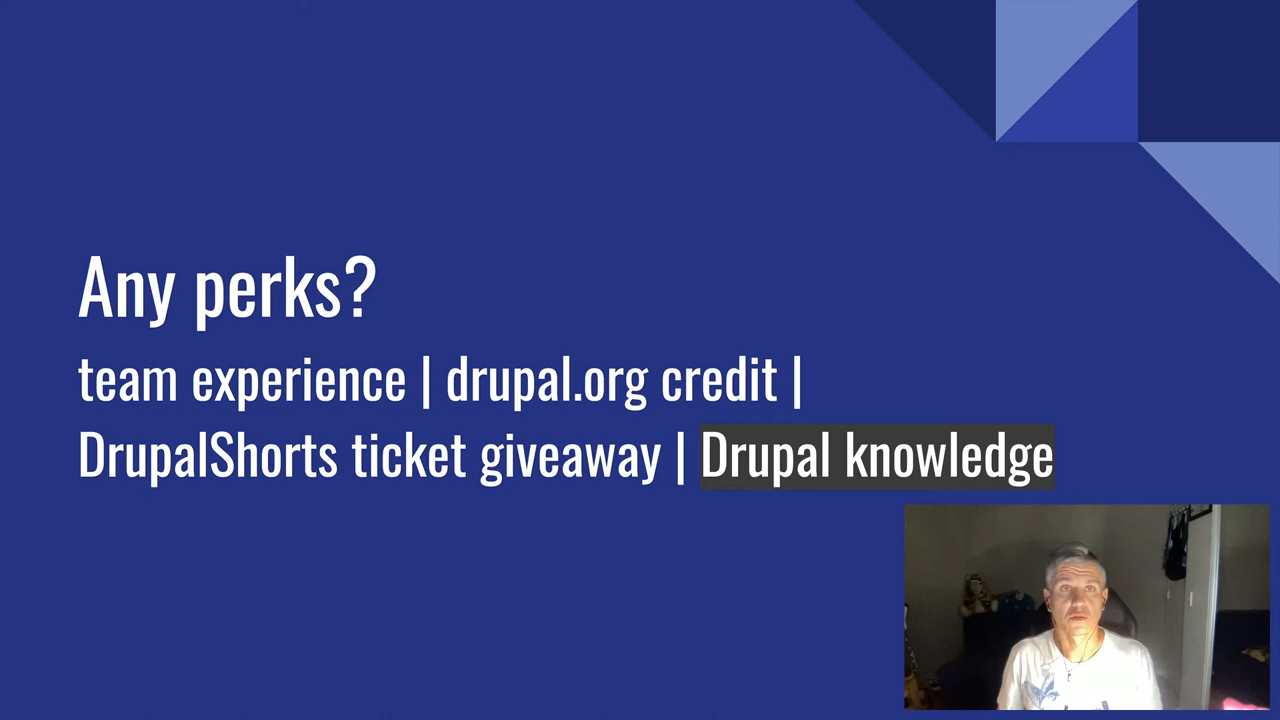 Any perks?
team experience | drupal.org credit |
DrupalShorts ticket giveaway | Drupal knowledge